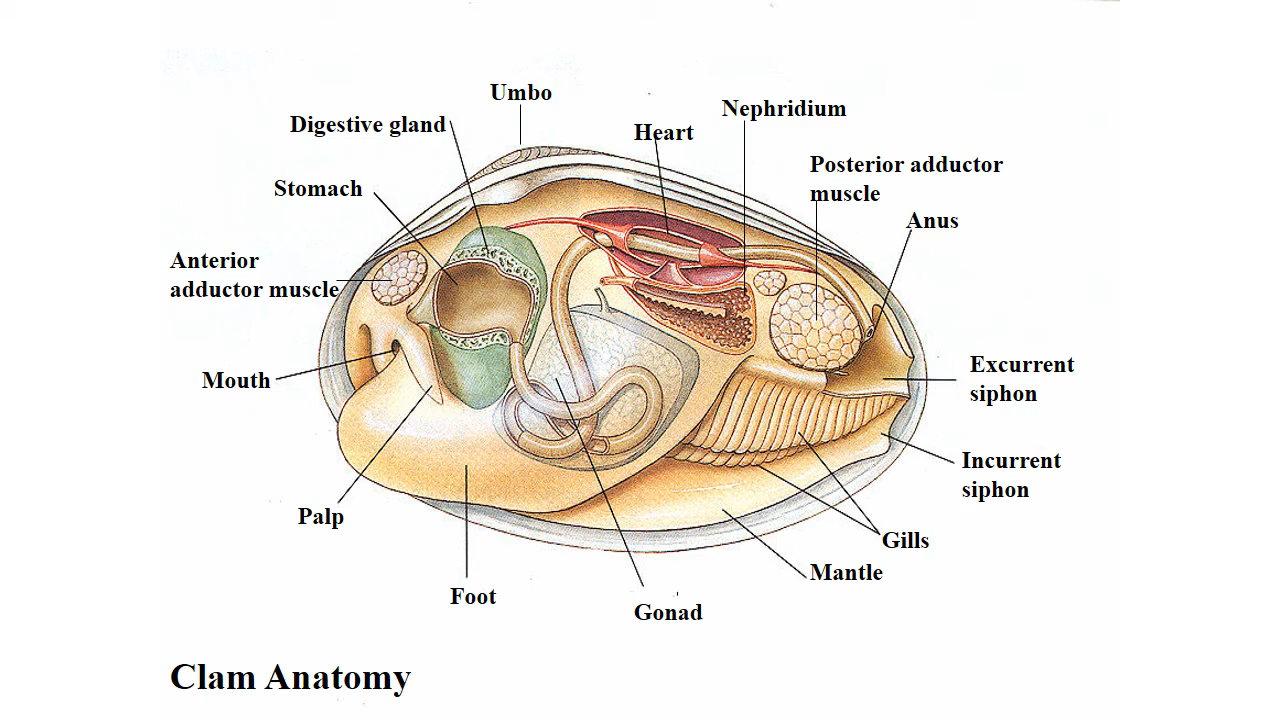 Umbo
Digestive gland
Nephridium
Heart
Posterior adductor
muscle
Stomach
Anus
Anterior
adductor muscle
Mouth
Excurrent
siphon
Incurrent
siphon
Palp
Gills
Mantle
Foot
Gonad
Clam Anatomy